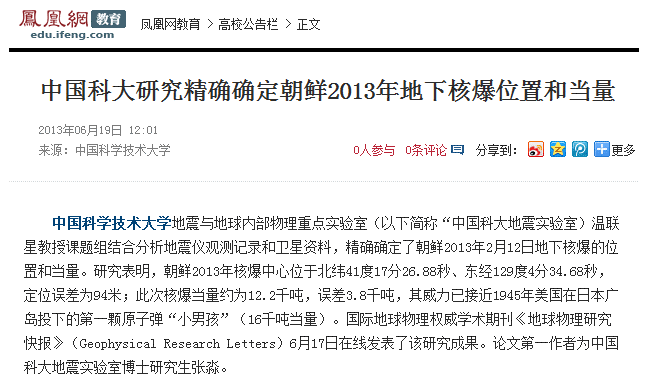 鳳凰網 教育
edu.ifeng.com
凤凰网教育 > 高校公告栏 > 正文
中国科大研究精确确定朝鲜2013年地下核爆位置和当量
2013年06月19日 12:01
来源：中国科学技术大学
0人参与 0条评论 分享到： 更多
中国科学技术大学地震与地球内部物理重点实验室（以下简称“中国科大地震实验室）温联
星教授课题组结合分析地震仪观测记录和卫星资料，精确确定了朝鲜2013年2月12日地下核爆的位
置和当量。研究表明，朝鲜2013年核爆中心位于北纬41度17分26.88秒、东经129度4分34.68秒，
定位误差为94米；此次核爆当量约为12.2千吨，误差3.8千吨，其威力已接近1945年美国在日本广
岛投下的第一颗原子弹“小男孩”（16千吨当量）。国际地球物理权威学术期刊《地球物理研究
快报》（Geophysical Research Letters）6月17日在线发表了该研究成果。论文第一作者为中国
科大地震实验室博士研究生张淼。